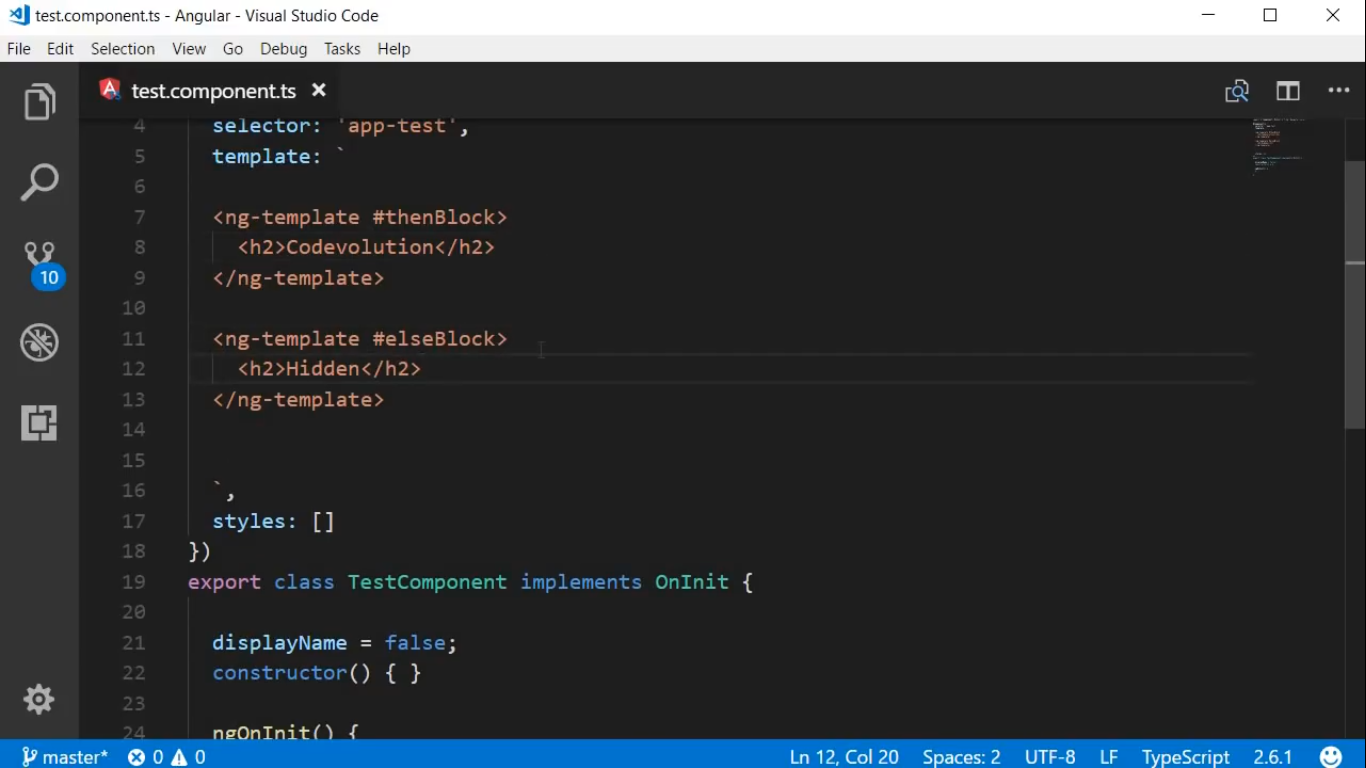 test.component.ts - Angular - Visual Studio Code
File Edit Selection View Go Debug Tasks Help
test.component.ts
4 selector: 'app-test',
5 template: `
6
7 <ng-template #thenBlock>
8 <h2>Codevolution</h2>
9 </ng-template>
10
11 <ng-template #elseBlock>
12 <h2>Hidden</h2>
13 </ng-template>
14
15
16 `,
17 styles: []
18 })
19 export class TestComponent implements OnInit {
20
21 displayName = false;
22 constructor() { }
23
24 ngOnInit() {
10
master* 0 0 Ln 12, Col 20 Spaces: 2 UTF-8 LF TypeScript 2.6.1